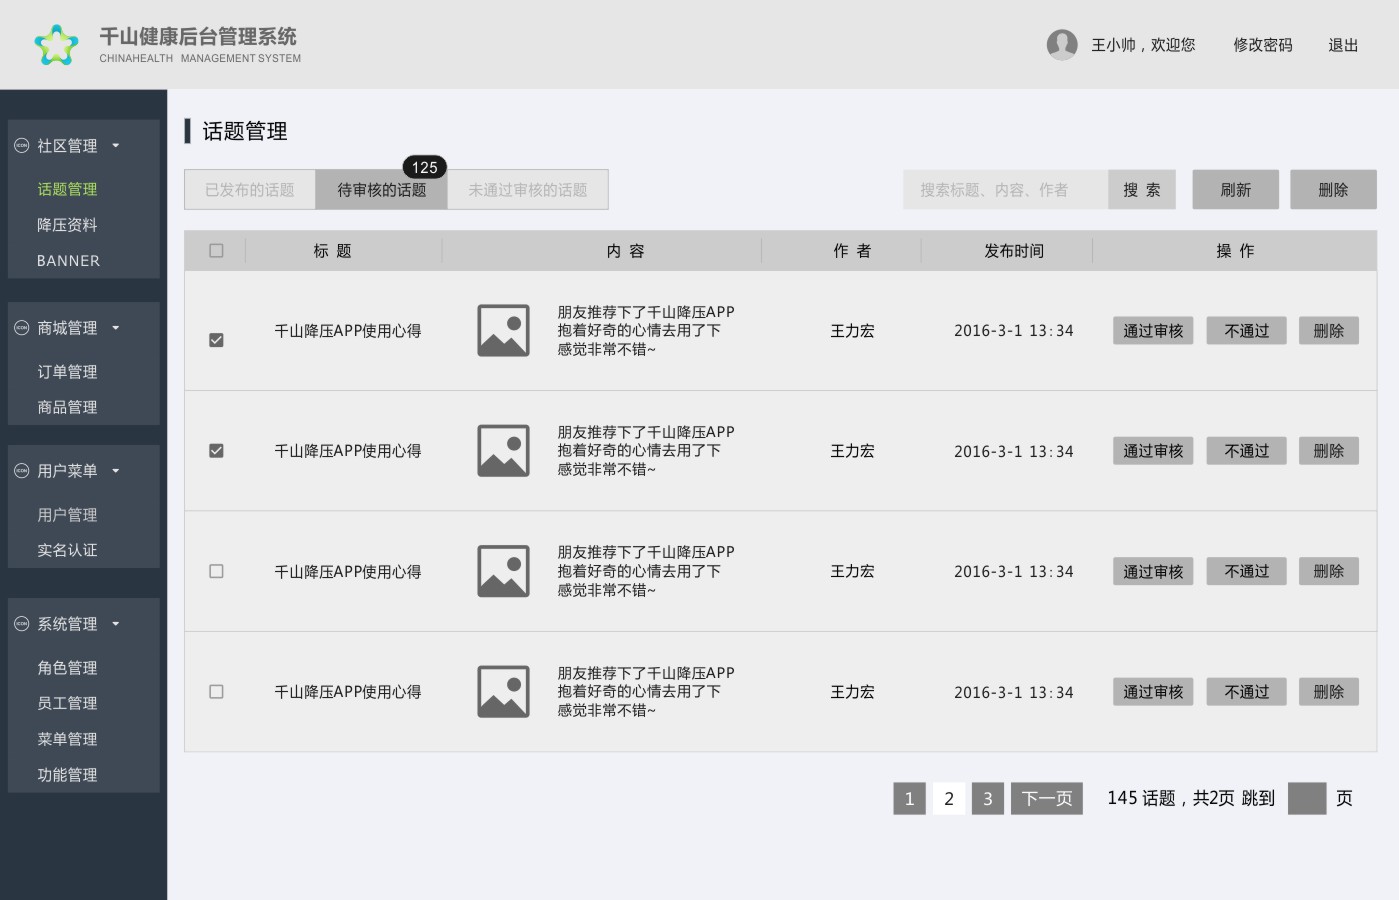 千山健康后台管理系统
CHINAHEALTH MANAGEMENT SYSTEM
王小帅，欢迎您
修改密码
退出
社区管理
话题管理
降压资料
BANNER
商城管理
订单管理
商品管理
用户菜单
用户管理
实名认证
系统管理
角色管理
员工管理
菜单管理
功能管理
话题管理
已发布的话题
待审核的话题
125
未通过审核的话题
搜索标题、内容、作者
搜 索
刷新
删除
标 题
内 容
作 者
发布时间
操 作
千山降压APP使用心得
朋友推荐下了千山降压APP
抱着好奇的心情去用了下
感觉非常不错~
王力宏
2016-3-1 13:34
通过审核
不通过
删除
千山降压APP使用心得
朋友推荐下了千山降压APP
抱着好奇的心情去用了下
感觉非常不错~
王力宏
2016-3-1 13:34
通过审核
不通过
删除
千山降压APP使用心得
朋友推荐下了千山降压APP
抱着好奇的心情去用了下
感觉非常不错~
王力宏
2016-3-1 13:34
通过审核
不通过
删除
千山降压APP使用心得
朋友推荐下了千山降压APP
抱着好奇的心情去用了下
感觉非常不错~
王力宏
2016-3-1 13:34
通过审核
不通过
删除
1
2
3
下一页
145 话题，共2页 跳到
页